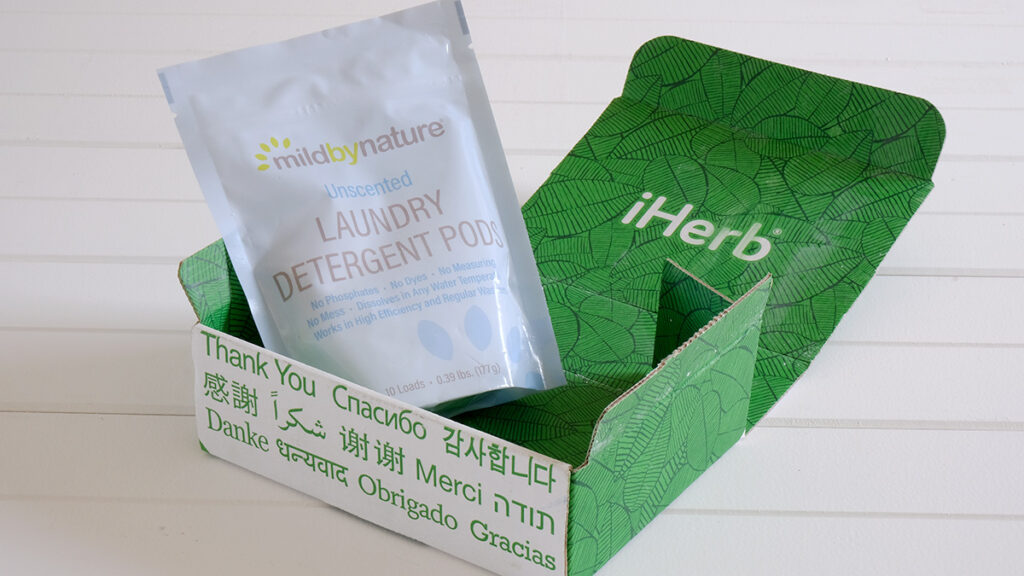 mildbynature
Unscented
LAUNDRY
DETERGENT PODS
No Phosphates · No Dyes · No Measuring
No Mess · Dissolves in Any Water
Works in High Efficiency and Regular
10 Loads · 0.39 lbs. (177g)
iHerb®
Thank You Спасибо 감사합니다
感謝 شكراً 谢谢 Merci תודה
Danke धन्यवाद Obrigado Gracias